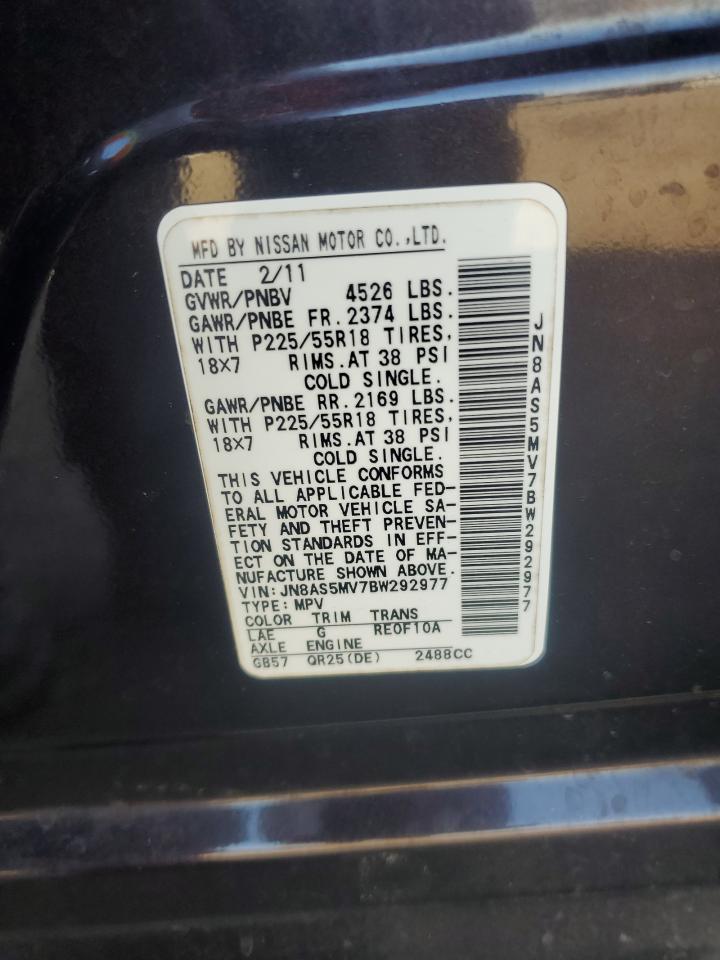 MFD BY NISSAN MOTOR CO.,LTD.
DATE 2/11
GVWR/PNBV 4526 LBS.
GAWR/PNBE FR. 2374 LBS.
WITH P225/55R18 TIRES,
18X7 RIMS.AT 38 PSI
COLD SINGLE.
GAWR/PNBE RR. 2169 LBS.
WITH P225/55R18 TIRES,
18X7 RIMS.AT 38 PSI
COLD SINGLE.
THIS VEHICLE CONFORMS
TO ALL APPLICABLE FED-
ERAL MOTOR VEHICLE SA-
FETY AND THEFT PREVEN-
TION STANDARDS IN EFF-
ECT ON THE DATE OF MA-
NUFACTURE SHOWN ABOVE.
VIN: JN8AS5MV7BW292977
TYPE: MPV
COLOR TRIM TRANS
LAE G RE0F10A
AXLE ENGINE
GB57 QR25(DE) 2488CC
JN8AS5MV7BW292977